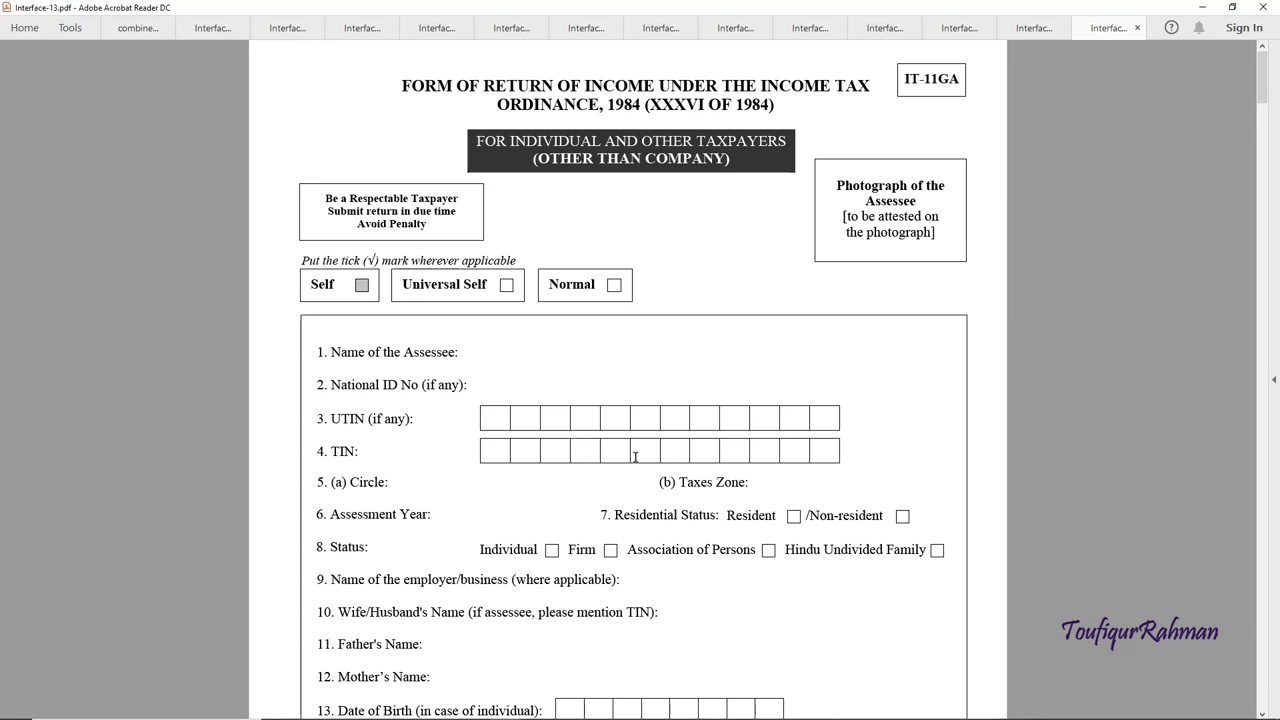 Interface-13.pdf - Adobe Acrobat Reader DC
Home Tools combine... Interfac... Interfac... Interfac... Interfac... Interfac... Interfac... Interfac... Interfac... Interfac... Interfac... Interfac... Interfac... Interfac... × Sign In
IT-11GA
FORM OF RETURN OF INCOME UNDER THE INCOME TAX
ORDINANCE, 1984 (XXXVI OF 1984)
FOR INDIVIDUAL AND OTHER TAXPAYERS
(OTHER THAN COMPANY)
Be a Respectable Taxpayer
Submit return in due time
Avoid Penalty
Photograph of the
Assessee
[to be attested on
the photograph]
Put the tick (√) mark wherever applicable
Self Universal Self Normal
1. Name of the Assessee:
2. National ID No (if any):
3. UTIN (if any):
4. TIN:
5. (a) Circle: (b) Taxes Zone:
6. Assessment Year: 7. Residential Status: Resident /Non-resident
8. Status: Individual Firm Association of Persons Hindu Undivided Family
9. Name of the employer/business (where applicable):
10. Wife/Husband's Name (if assessee, please mention TIN):
11. Father's Name:
12. Mother’s Name:
13. Date of Birth (in case of individual):
ToufiqurRahman